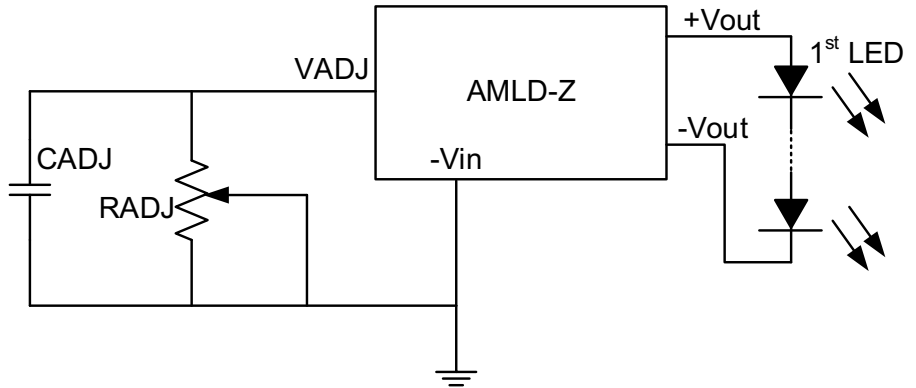 +Vout
1st LED
VADJ
AMLD-Z
-Vout
CADJ
-Vin
RADJ